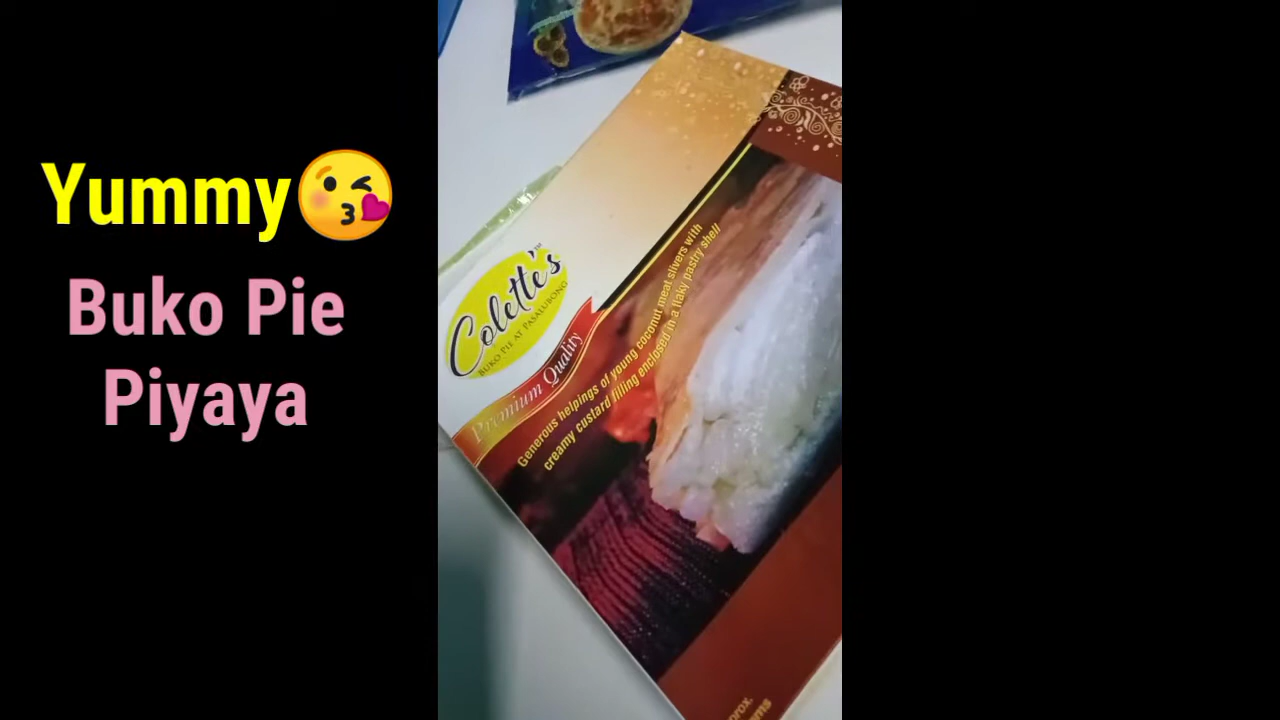 Yummy😘
Buko Pie
Piyaya
Colette's™
BUKO PIE AT PASALUBONG
Premium Quality
Generous helpings of young coconut meat slivers with
creamy custard filling enclosed in a flaky pastry shell